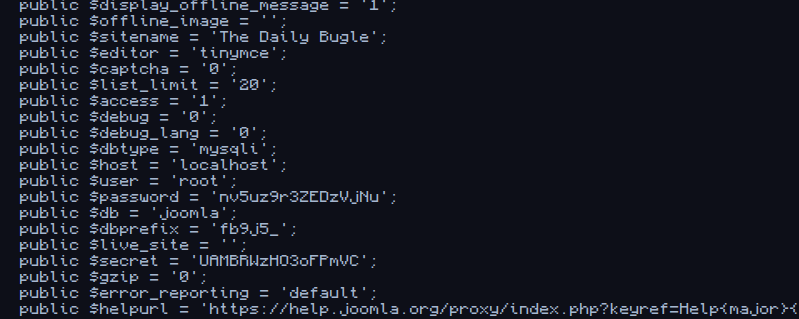 public $display_offline_message = '1';
public $offline_image = '';
public $sitename = 'The Daily Bugle';
public $editor = 'tinymce';
public $captcha = '0';
public $list_limit = '20';
public $access = '1';
public $debug = '0';
public $debug_lang = '0';
public $dbtype = 'mysqli';
public $host = 'localhost';
public $user = 'root';
public $password = 'nv5uz9r3ZEDzVjNu';
public $db = 'joomla';
public $dbprefix = 'fb9j5_';
public $live_site = '';
public $secret = 'UAMBRWzHO3oFPmVC';
public $gzip = '0';
public $error_reporting = 'default';
public $helpurl = 'https://help.joomla.org/proxy/index.php?keyref=Help{major}{